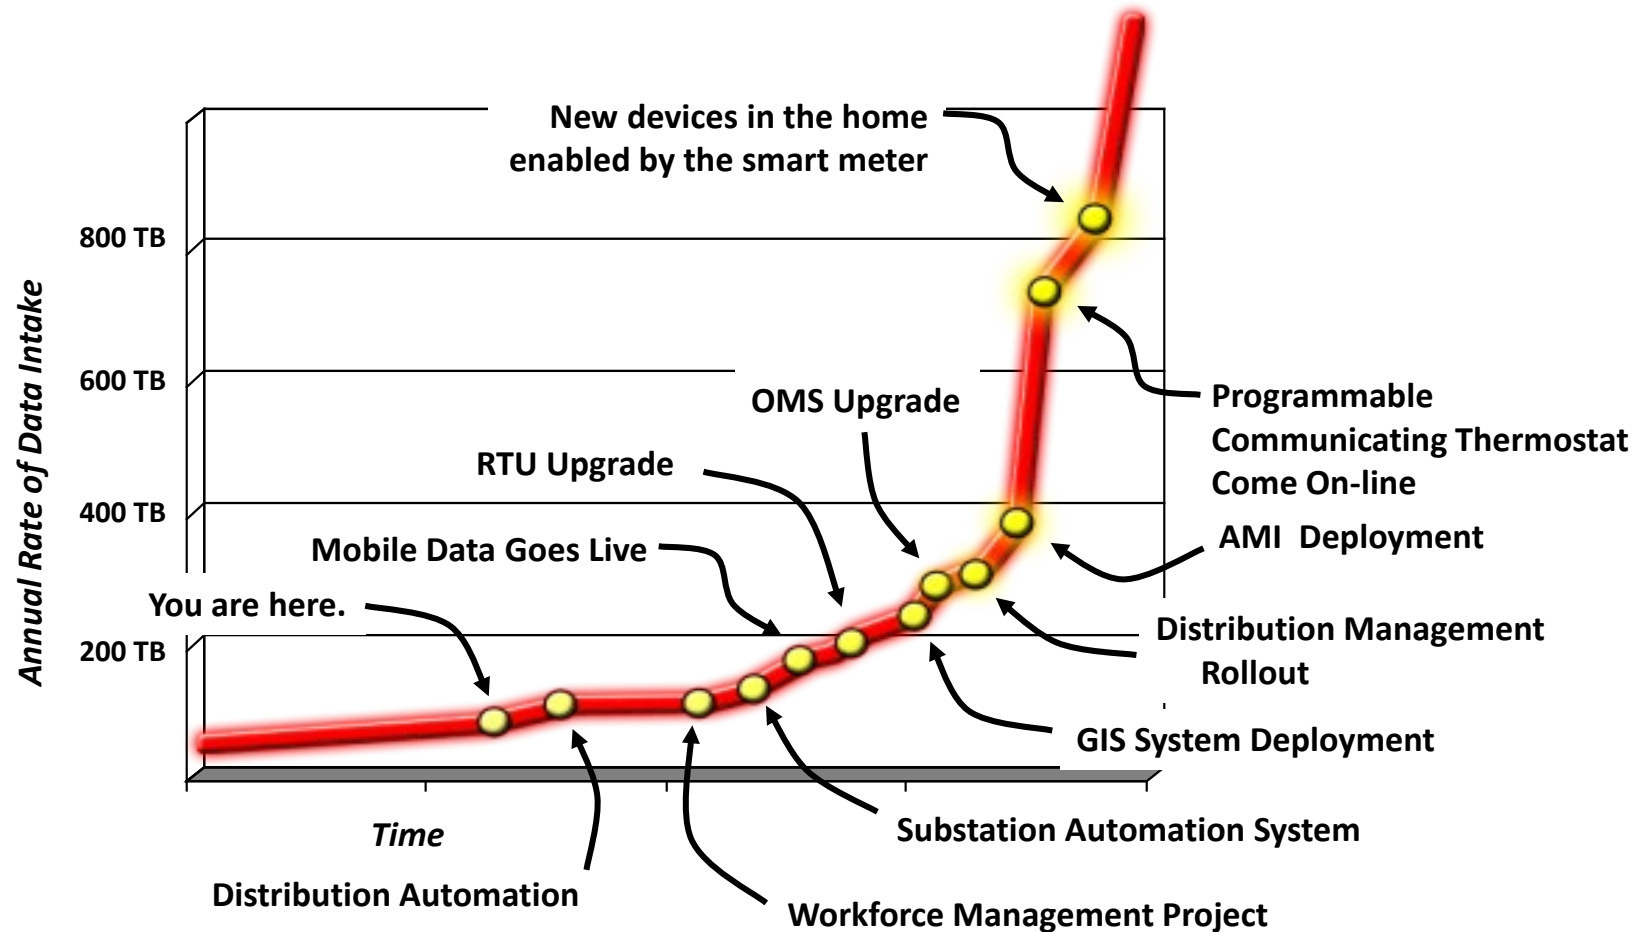 New devices in the home
enabled by the smart meter
800 TB
Annual Rate of Data Intake
600 TB
OMS Upgrade
Programmable
Communicating Thermostat
Come On-line
RTU Upgrade
400 TB
AMI  Deployment
Mobile Data Goes Live
You are here.
Distribution Management
Rollout
200 TB
GIS System Deployment
Time
Substation Automation System
Distribution Automation
Workforce Management Project